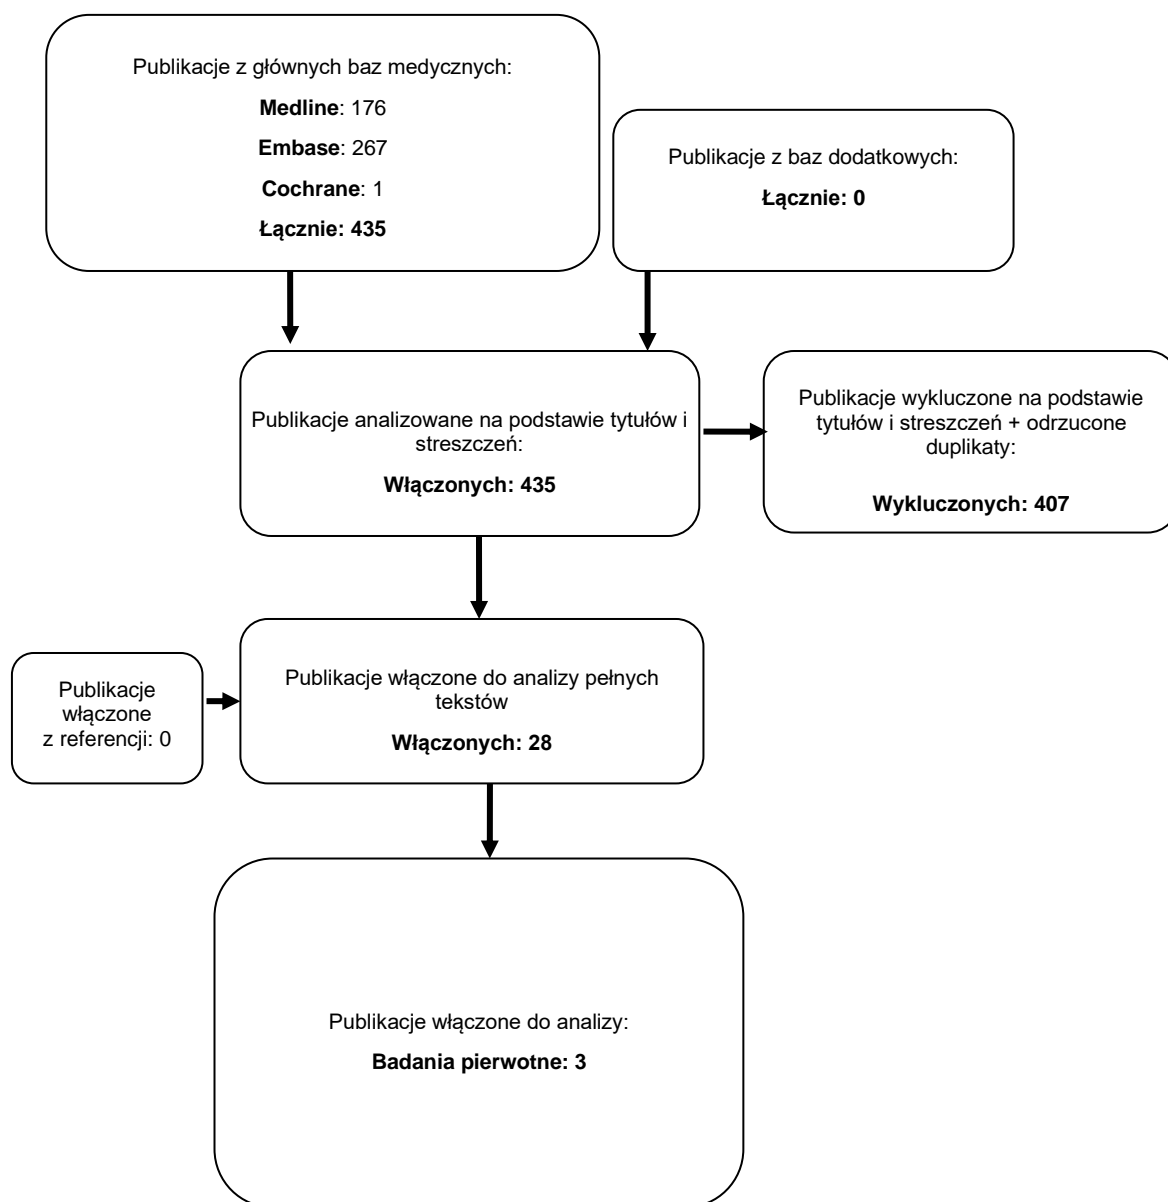 Publikacje z głównych baz medycznych:
Medline: 176
Embase: 267
Cochrane: 1
Łącznie: 435
Publikacje z baz dodatkowych:
Łącznie: 0
Publikacje analizowane na podstawie tytułów i
streszczeń:
Włączonych: 435
Publikacje wykluczone na podstawie
tytułów i streszczeń + odrzucone
duplikaty:
Wykluczonych: 407
Publikacje
włączone
z referencji: 0
Publikacje włączone do analizy pełnych
tekstów
Włączonych: 28
Publikacje włączone do analizy:
Badania pierwotne: 3